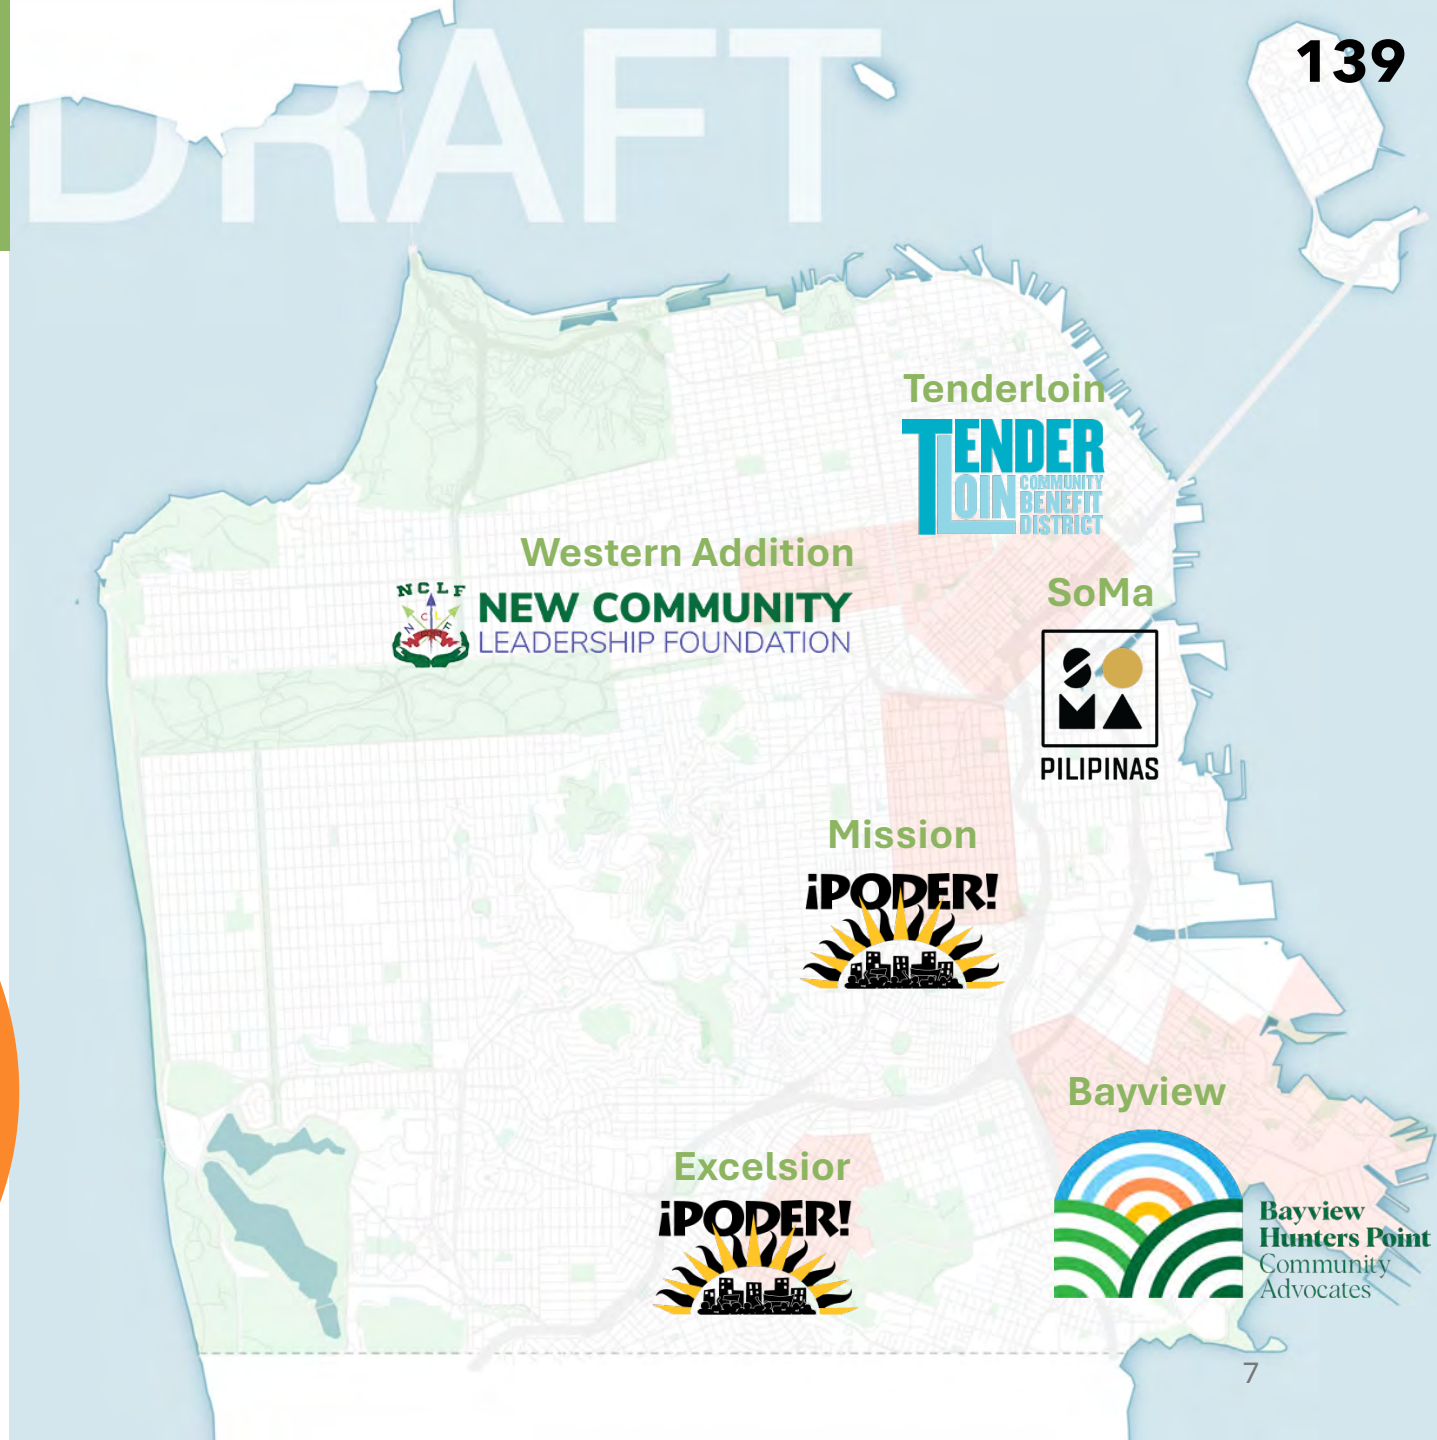 139
DRAFT
Tenderloin
TENDER
LOIN
COMMUNITY
BENEFIT
DISTRICT
Western Addition
NCLF
NCLF
NEW COMMUNITY
LEADERSHIP FOUNDATION
SoMa
SO
MA
PILIPINAS
Mission
¡PODER!
Bayview
Bayview
Hunters Point
Community
Advocates
Excelsior
¡PODER!
7